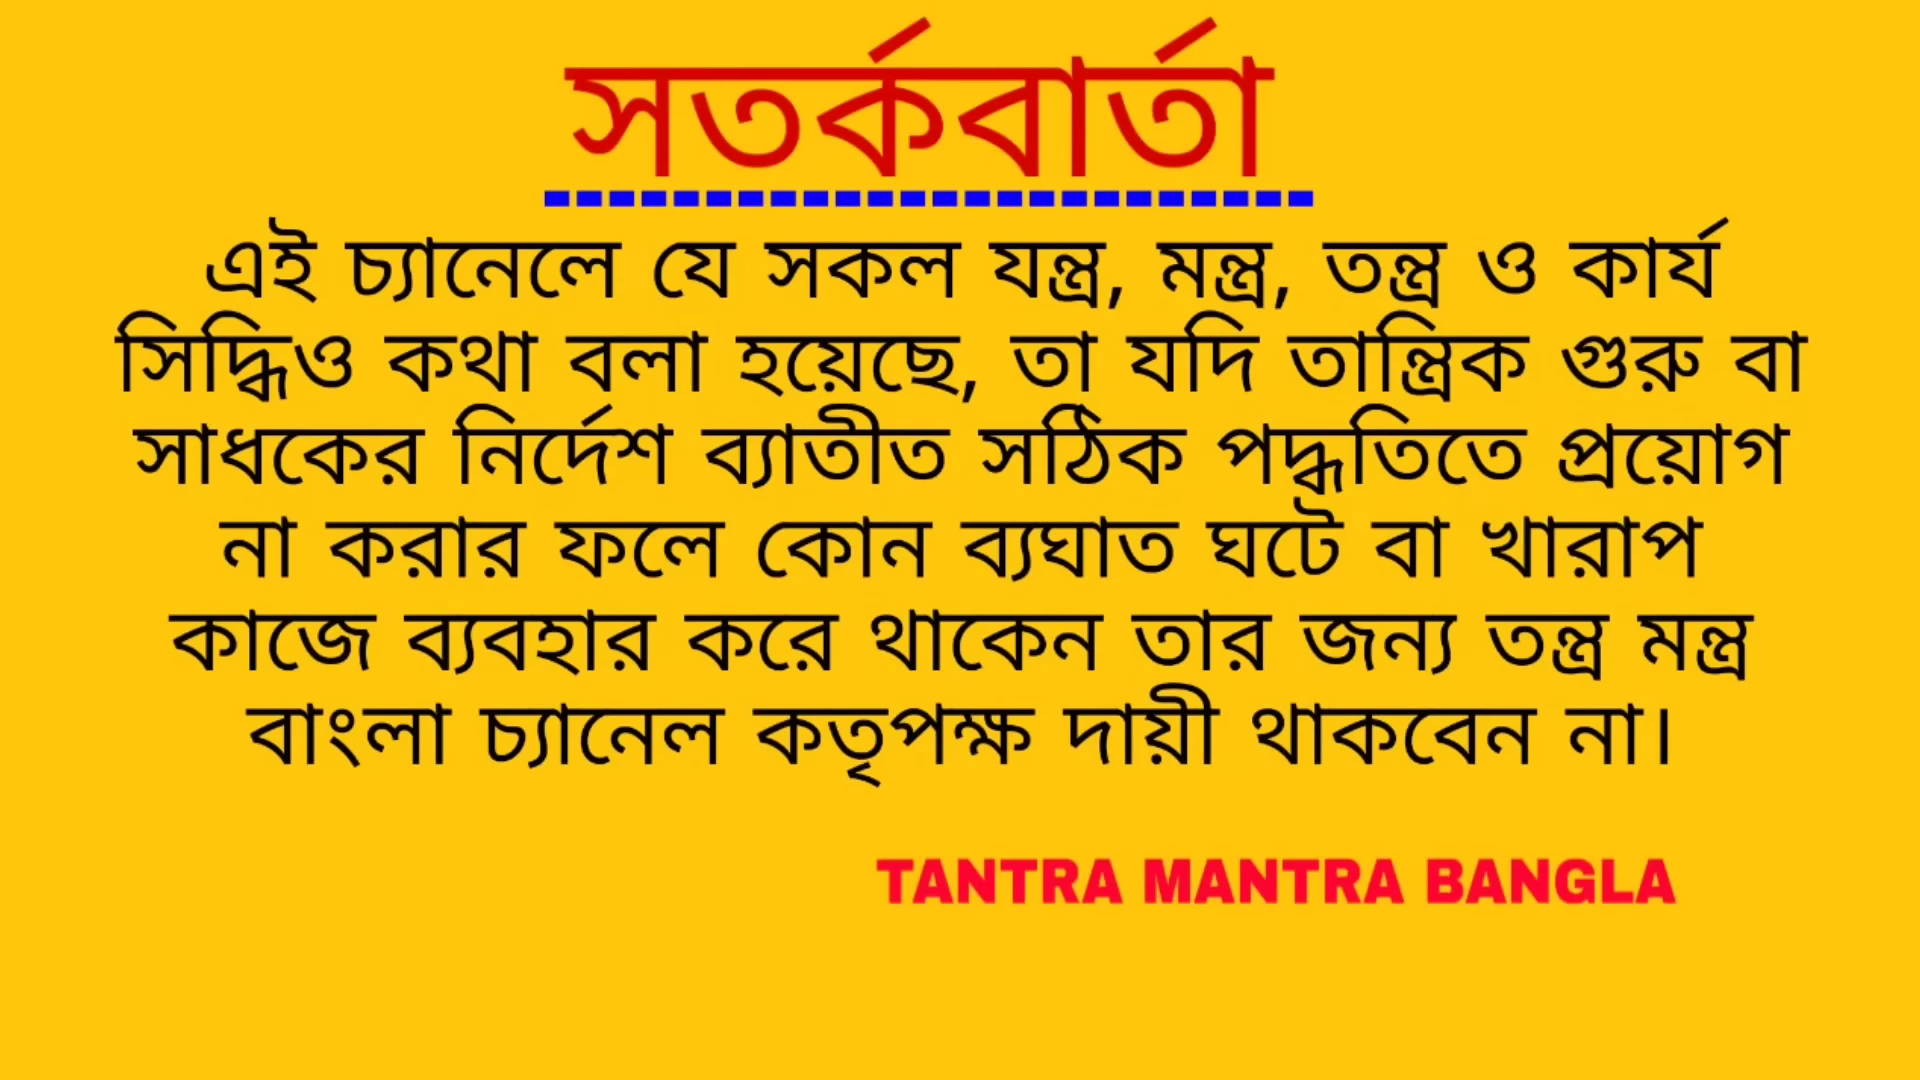 সতর্কবার্তা
এই চ্যানেলে যে সকল যন্ত্র, মন্ত্র, তন্ত্র ও কার্য
সিদ্ধিও কথা বলা হয়েছে, তা যদি তান্ত্রিক গুরু বা
সাধকের নির্দেশ ব্যাতীত সঠিক পদ্ধতিতে প্রয়োগ
না করার ফলে কোন ব্যঘাত ঘটে বা খারাপ
কাজে ব্যবহার করে থাকেন তার জন্য তন্ত্র মন্ত্র
বাংলা চ্যানেল কতৃপক্ষ দায়ী থাকবেন না।
TANTRA MANTRA BANGLA